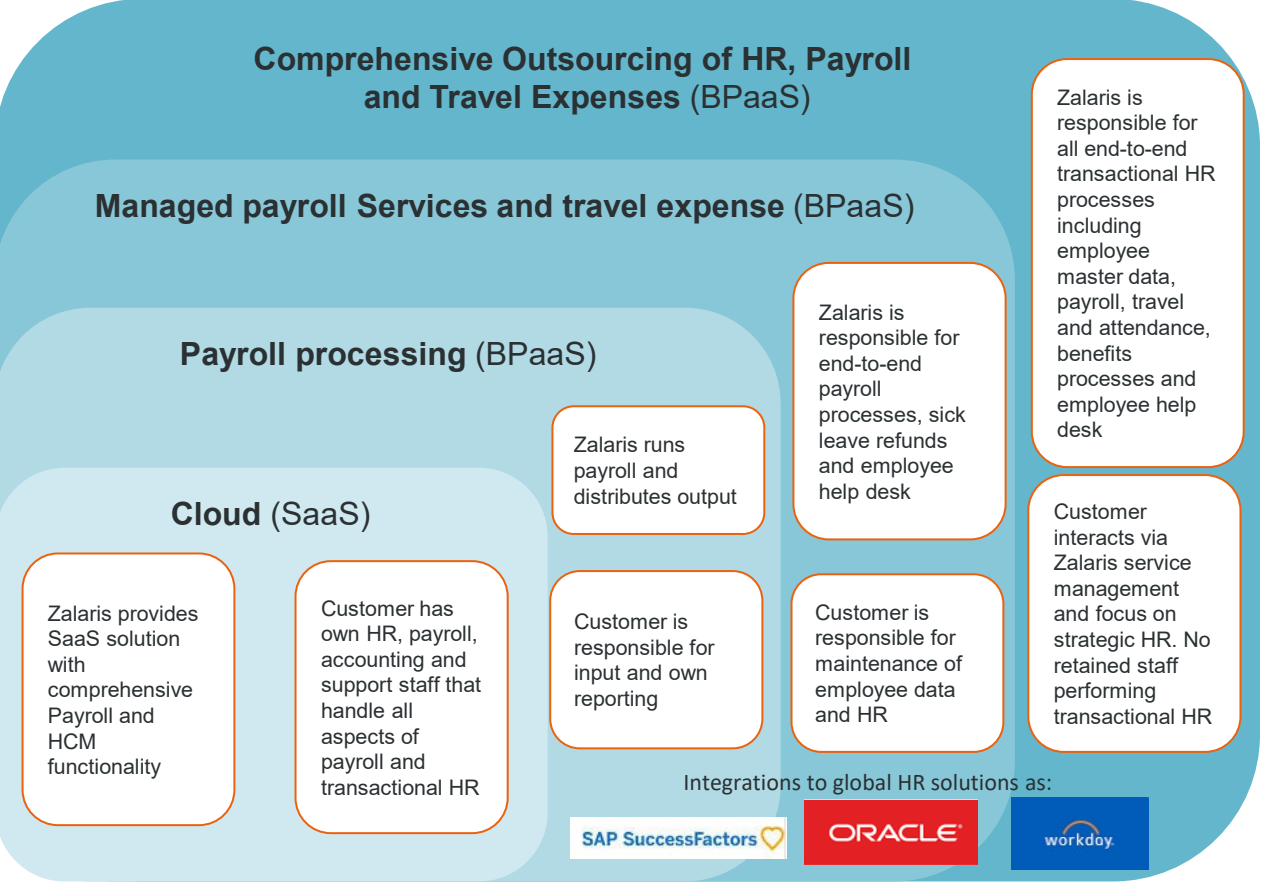 Comprehensive Outsourcing of HR, Payroll
and Travel Expenses (BPaaS)
Zalaris is
responsible for
all end-to-end
transactional HR
processes
including
employee
master data,
payroll, travel
and attendance,
benefits
processes and
employee help
desk
Managed payroll Services and travel expense (BPaaS)
Zalaris is
responsible for
end-to-end
payroll
processes, sick
leave refunds
and employee
help desk
Payroll processing (BPaaS)
Zalaris runs
payroll and
distributes output
Cloud (SaaS)
Zalaris provides
SaaS solution
with
comprehensive
Payroll and
HCM
functionality
Customer has
own HR, payroll,
accounting and
support staff that
handle all
aspects of
payroll and
transactional HR
Customer is
responsible for
input and own
reporting
Customer is
responsible for
maintenance of
employee data
and HR
Customer
interacts via
Zalaris service
management
and focus on
strategic HR. No
retained staff
performing
transactional HR
Integrations to global HR solutions as:
SAP SuccessFactors
ORACLE
workday.